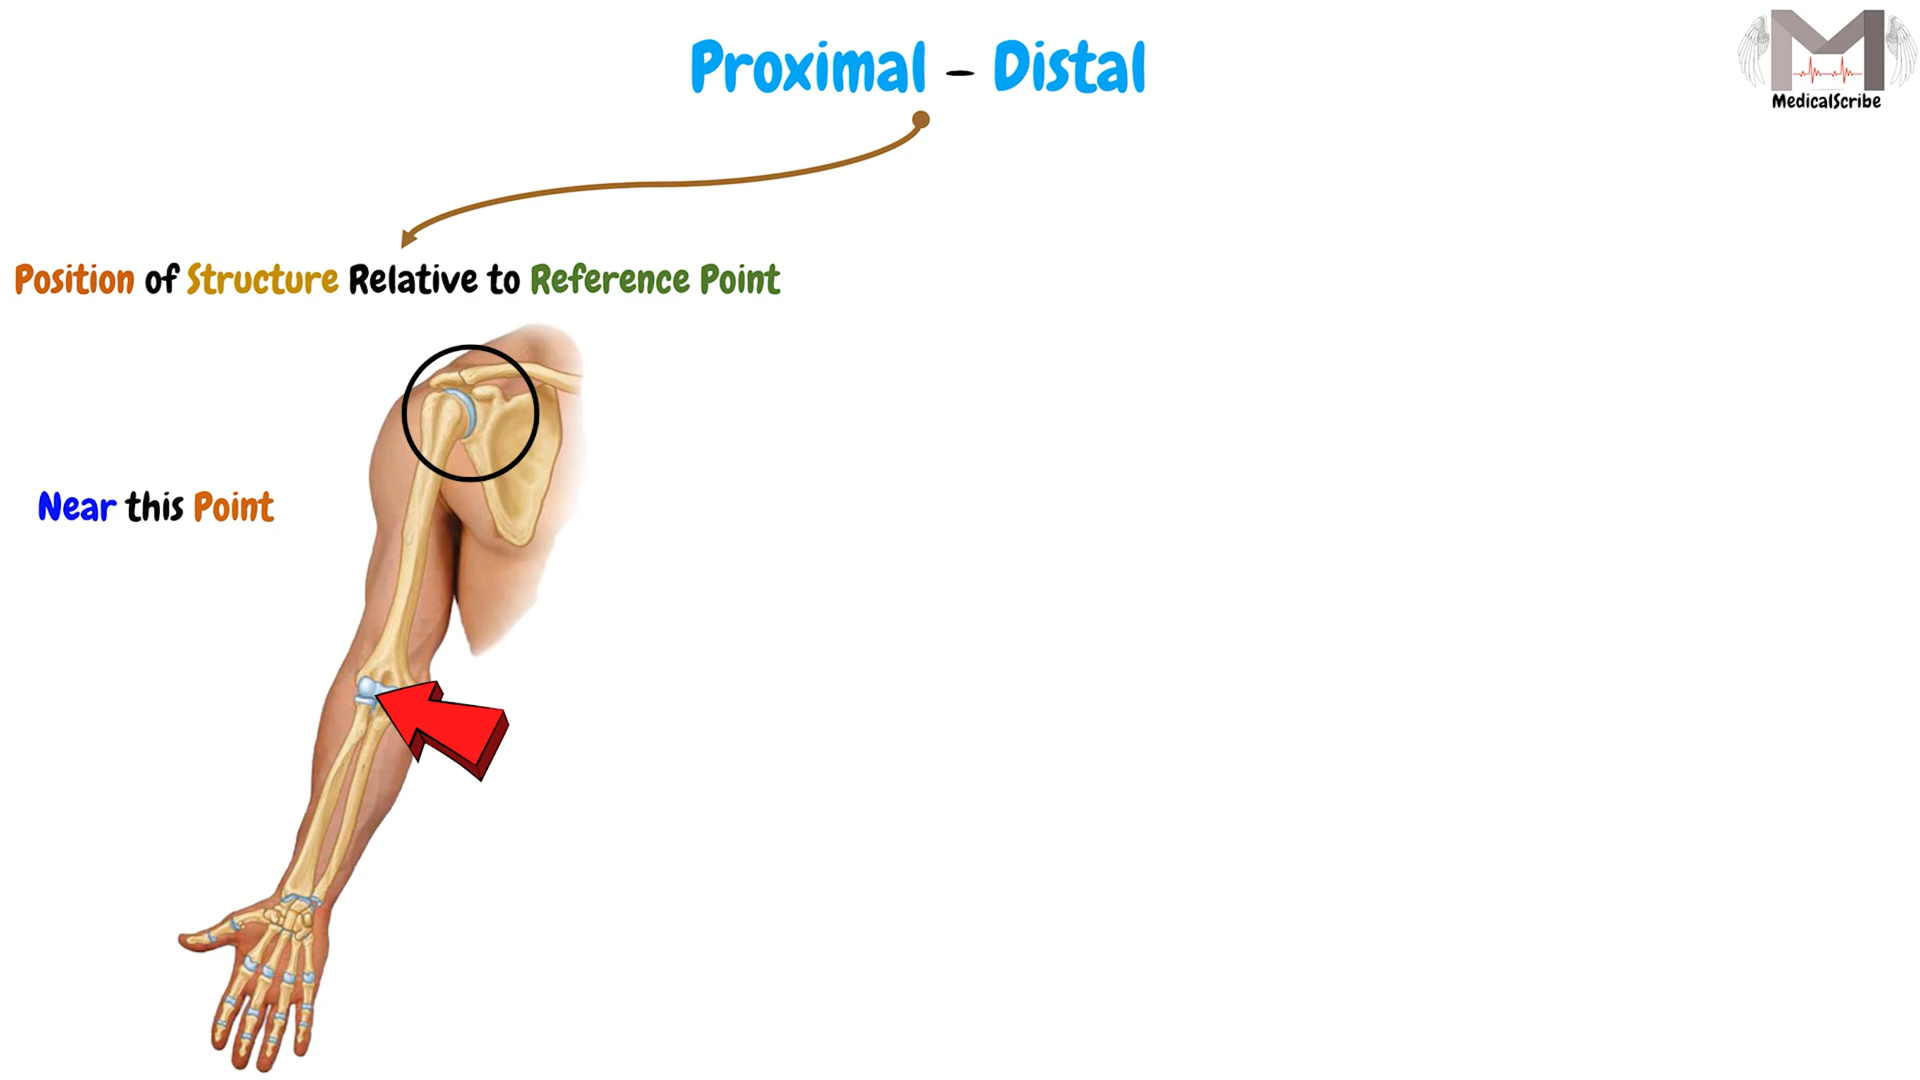 Proximal - Distal
MedicalScribe
Position of Structure Relative to Reference Point
Near this Point